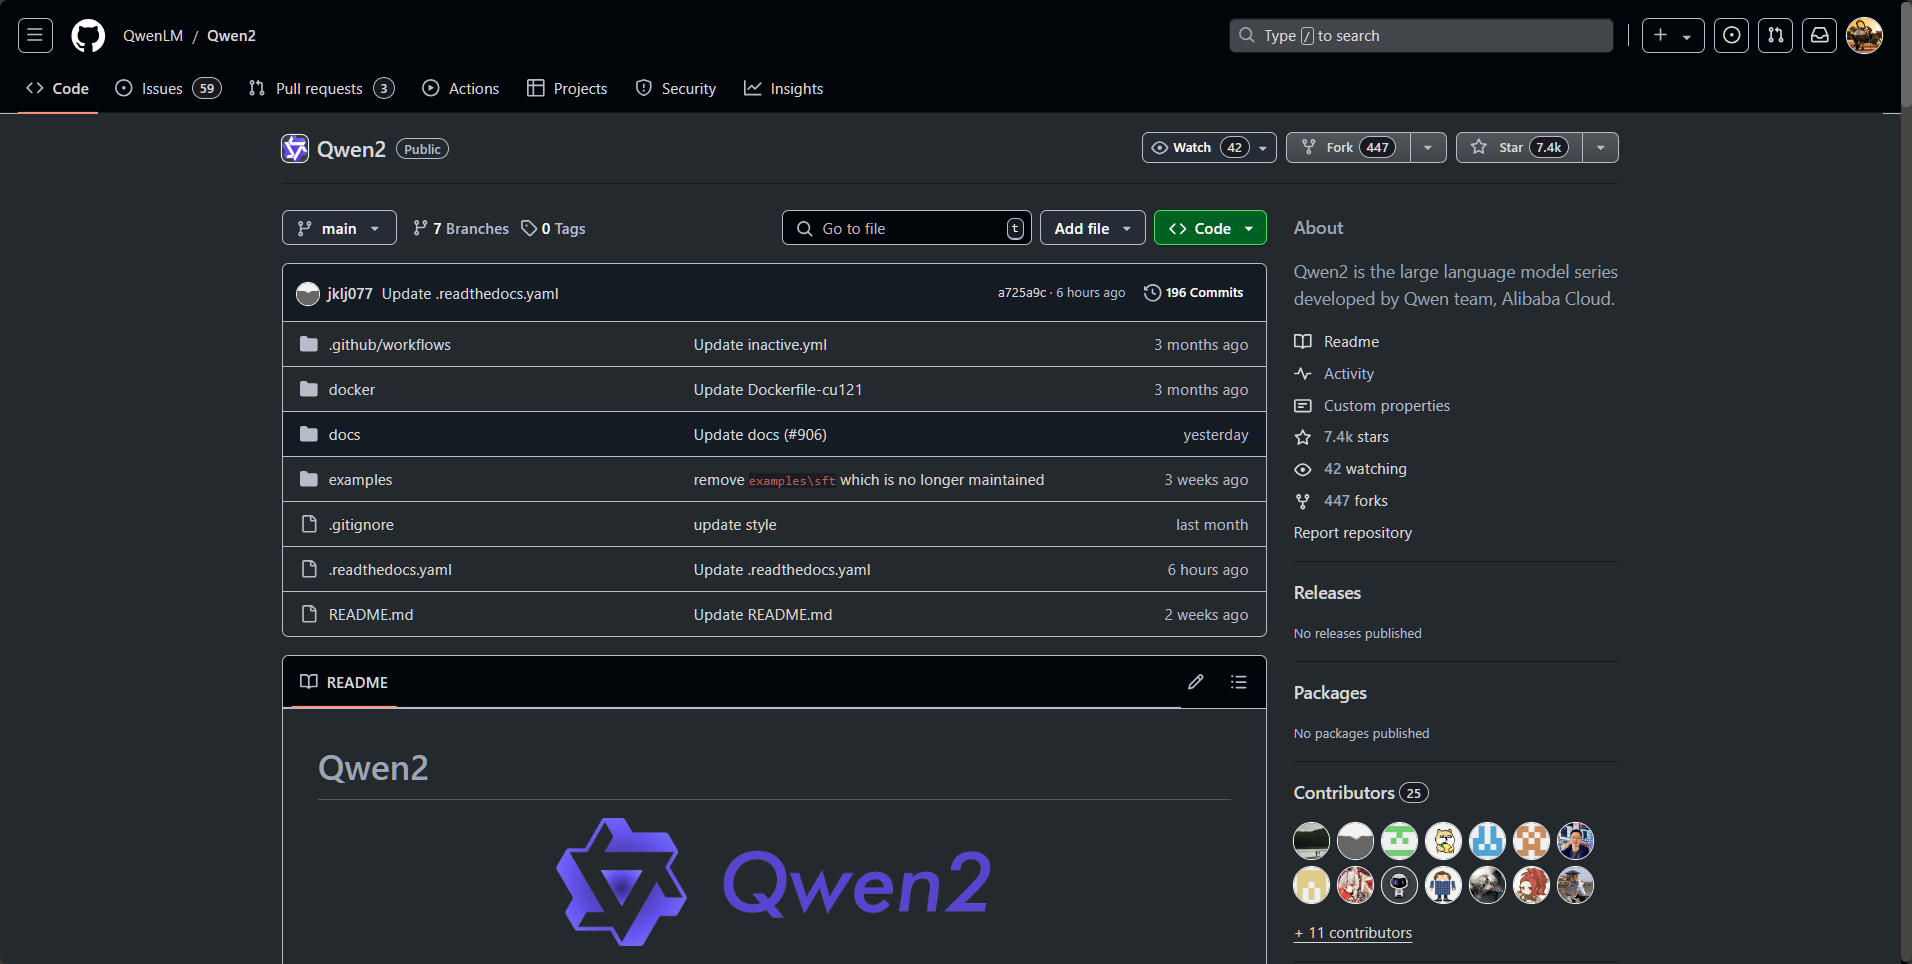 QwenLM / Qwen2
Type / to search
Code
Issues 59
Pull requests 3
Actions
Projects
Security
Insights
Qwen2 Public
Watch 42
Fork 447
Star 7.4k
main
7 Branches
0 Tags
Go to file t
Add file
Code
jklj077 Update .readthedocs.yaml a725a9c · 6 hours ago 196 Commits
.github/workflows Update inactive.yml 3 months ago
docker Update Dockerfile-cu121 3 months ago
docs Update docs (#906) yesterday
examples remove examples\sft which is no longer maintained 3 weeks ago
.gitignore update style last month
.readthedocs.yaml Update .readthedocs.yaml 6 hours ago
README.md Update README.md 2 weeks ago
README
Qwen2
Qwen2
About
Qwen2 is the large language model series
developed by Qwen team, Alibaba Cloud.
Readme
Activity
Custom properties
7.4k stars
42 watching
447 forks
Report repository
Releases
No releases published
Packages
No packages published
Contributors 25
+ 11 contributors